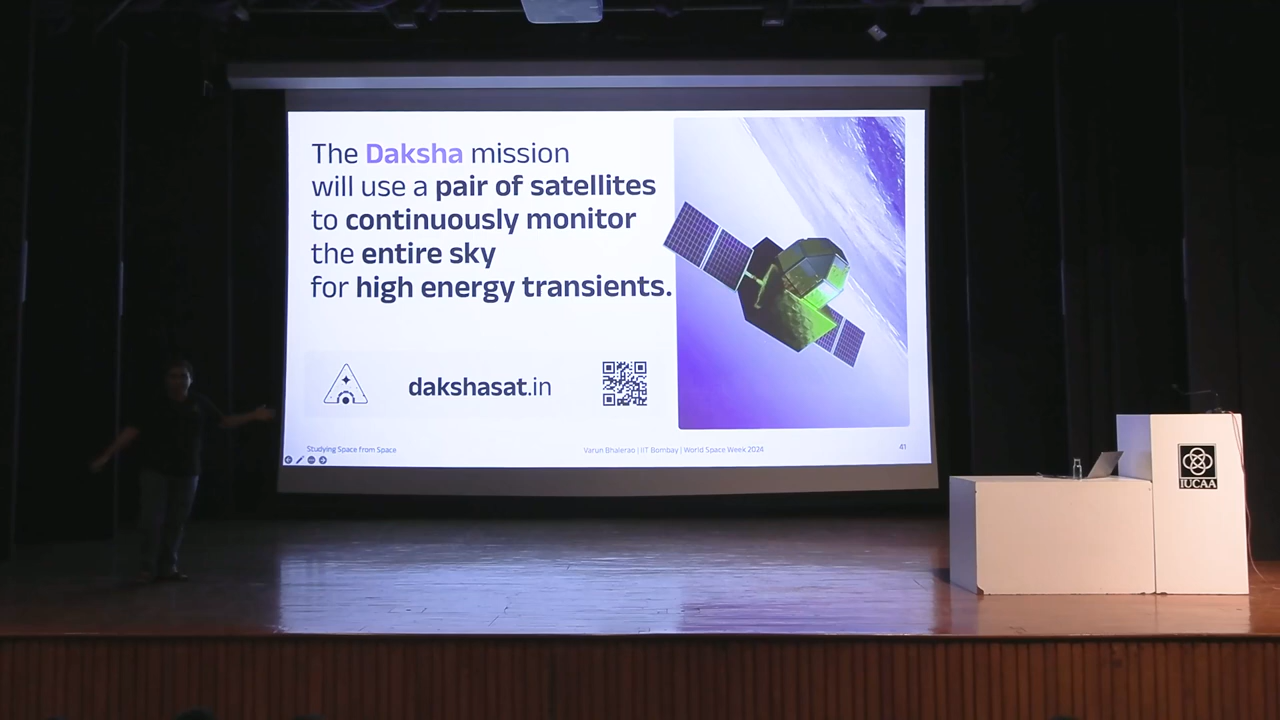 The Daksha mission
will use a pair of satellites
to continuously monitor
the entire sky
for high energy transients.
dakshasat.in
Studying Space from Space
Varun Bhalerao | IIT Bombay | World Space Week 2024
41
IUCAA